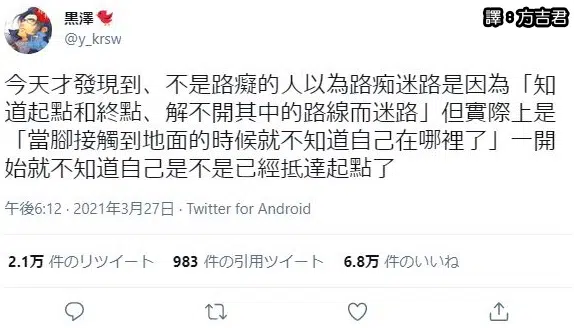 譯:方吉君
黒澤
@y_krsw
今天才發現到、不是路癡的人以為路痴迷路是因為「知
道起點和終點、解不開其中的路線而迷路」但實際上是
「當腳接觸到地面的時候就不知道自己在哪裡了」一開
始就不知道自己是不是已經抵達起點了
午後6:12 · 2021年3月27日 · Twitter for Android
2.1万 件のリツイート 983 件の引用ツイート 6.8万 件のいいね